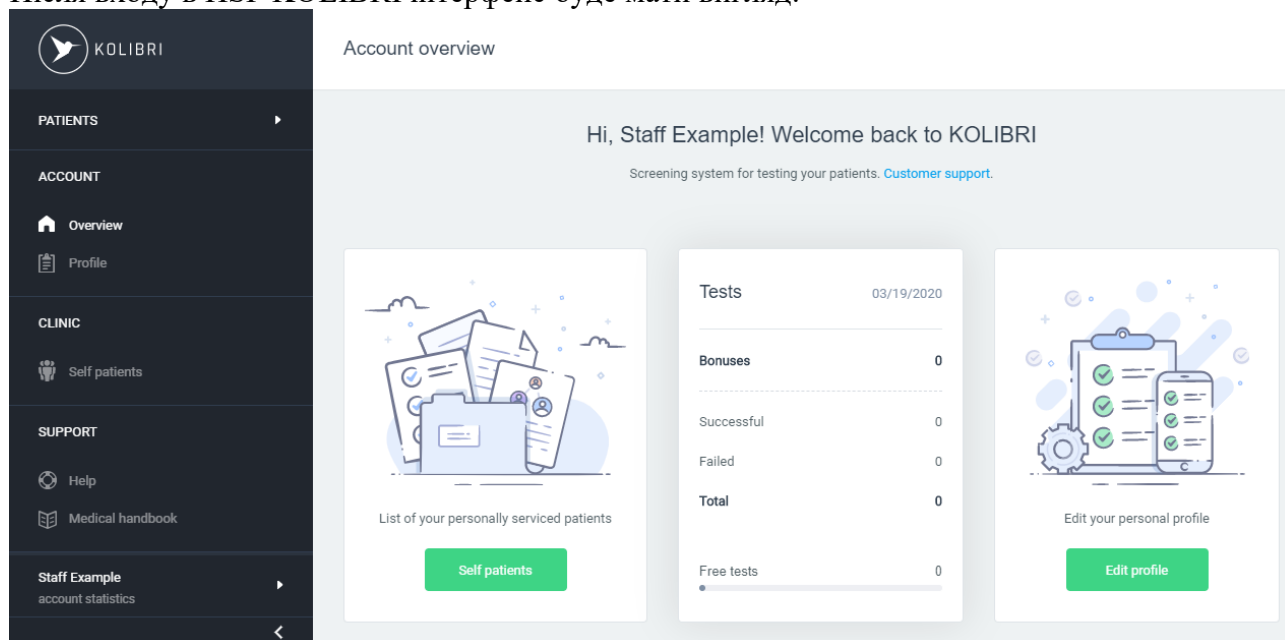 KOLIBRI
PATIENTS
ACCOUNT
Overview
Profile
CLINIC
Self patients
SUPPORT
Help
Medical handbook
Staff Example
account statistics
Account overview
Hi, Staff Example! Welcome back to KOLIBRI
Screening system for testing your patients. Customer support.
List of your personally serviced patients
Self patients
Tests 03/19/2020
Bonuses 0
Successful 0
Failed 0
Total 0
Free tests 0
Edit your personal profile
Edit profile